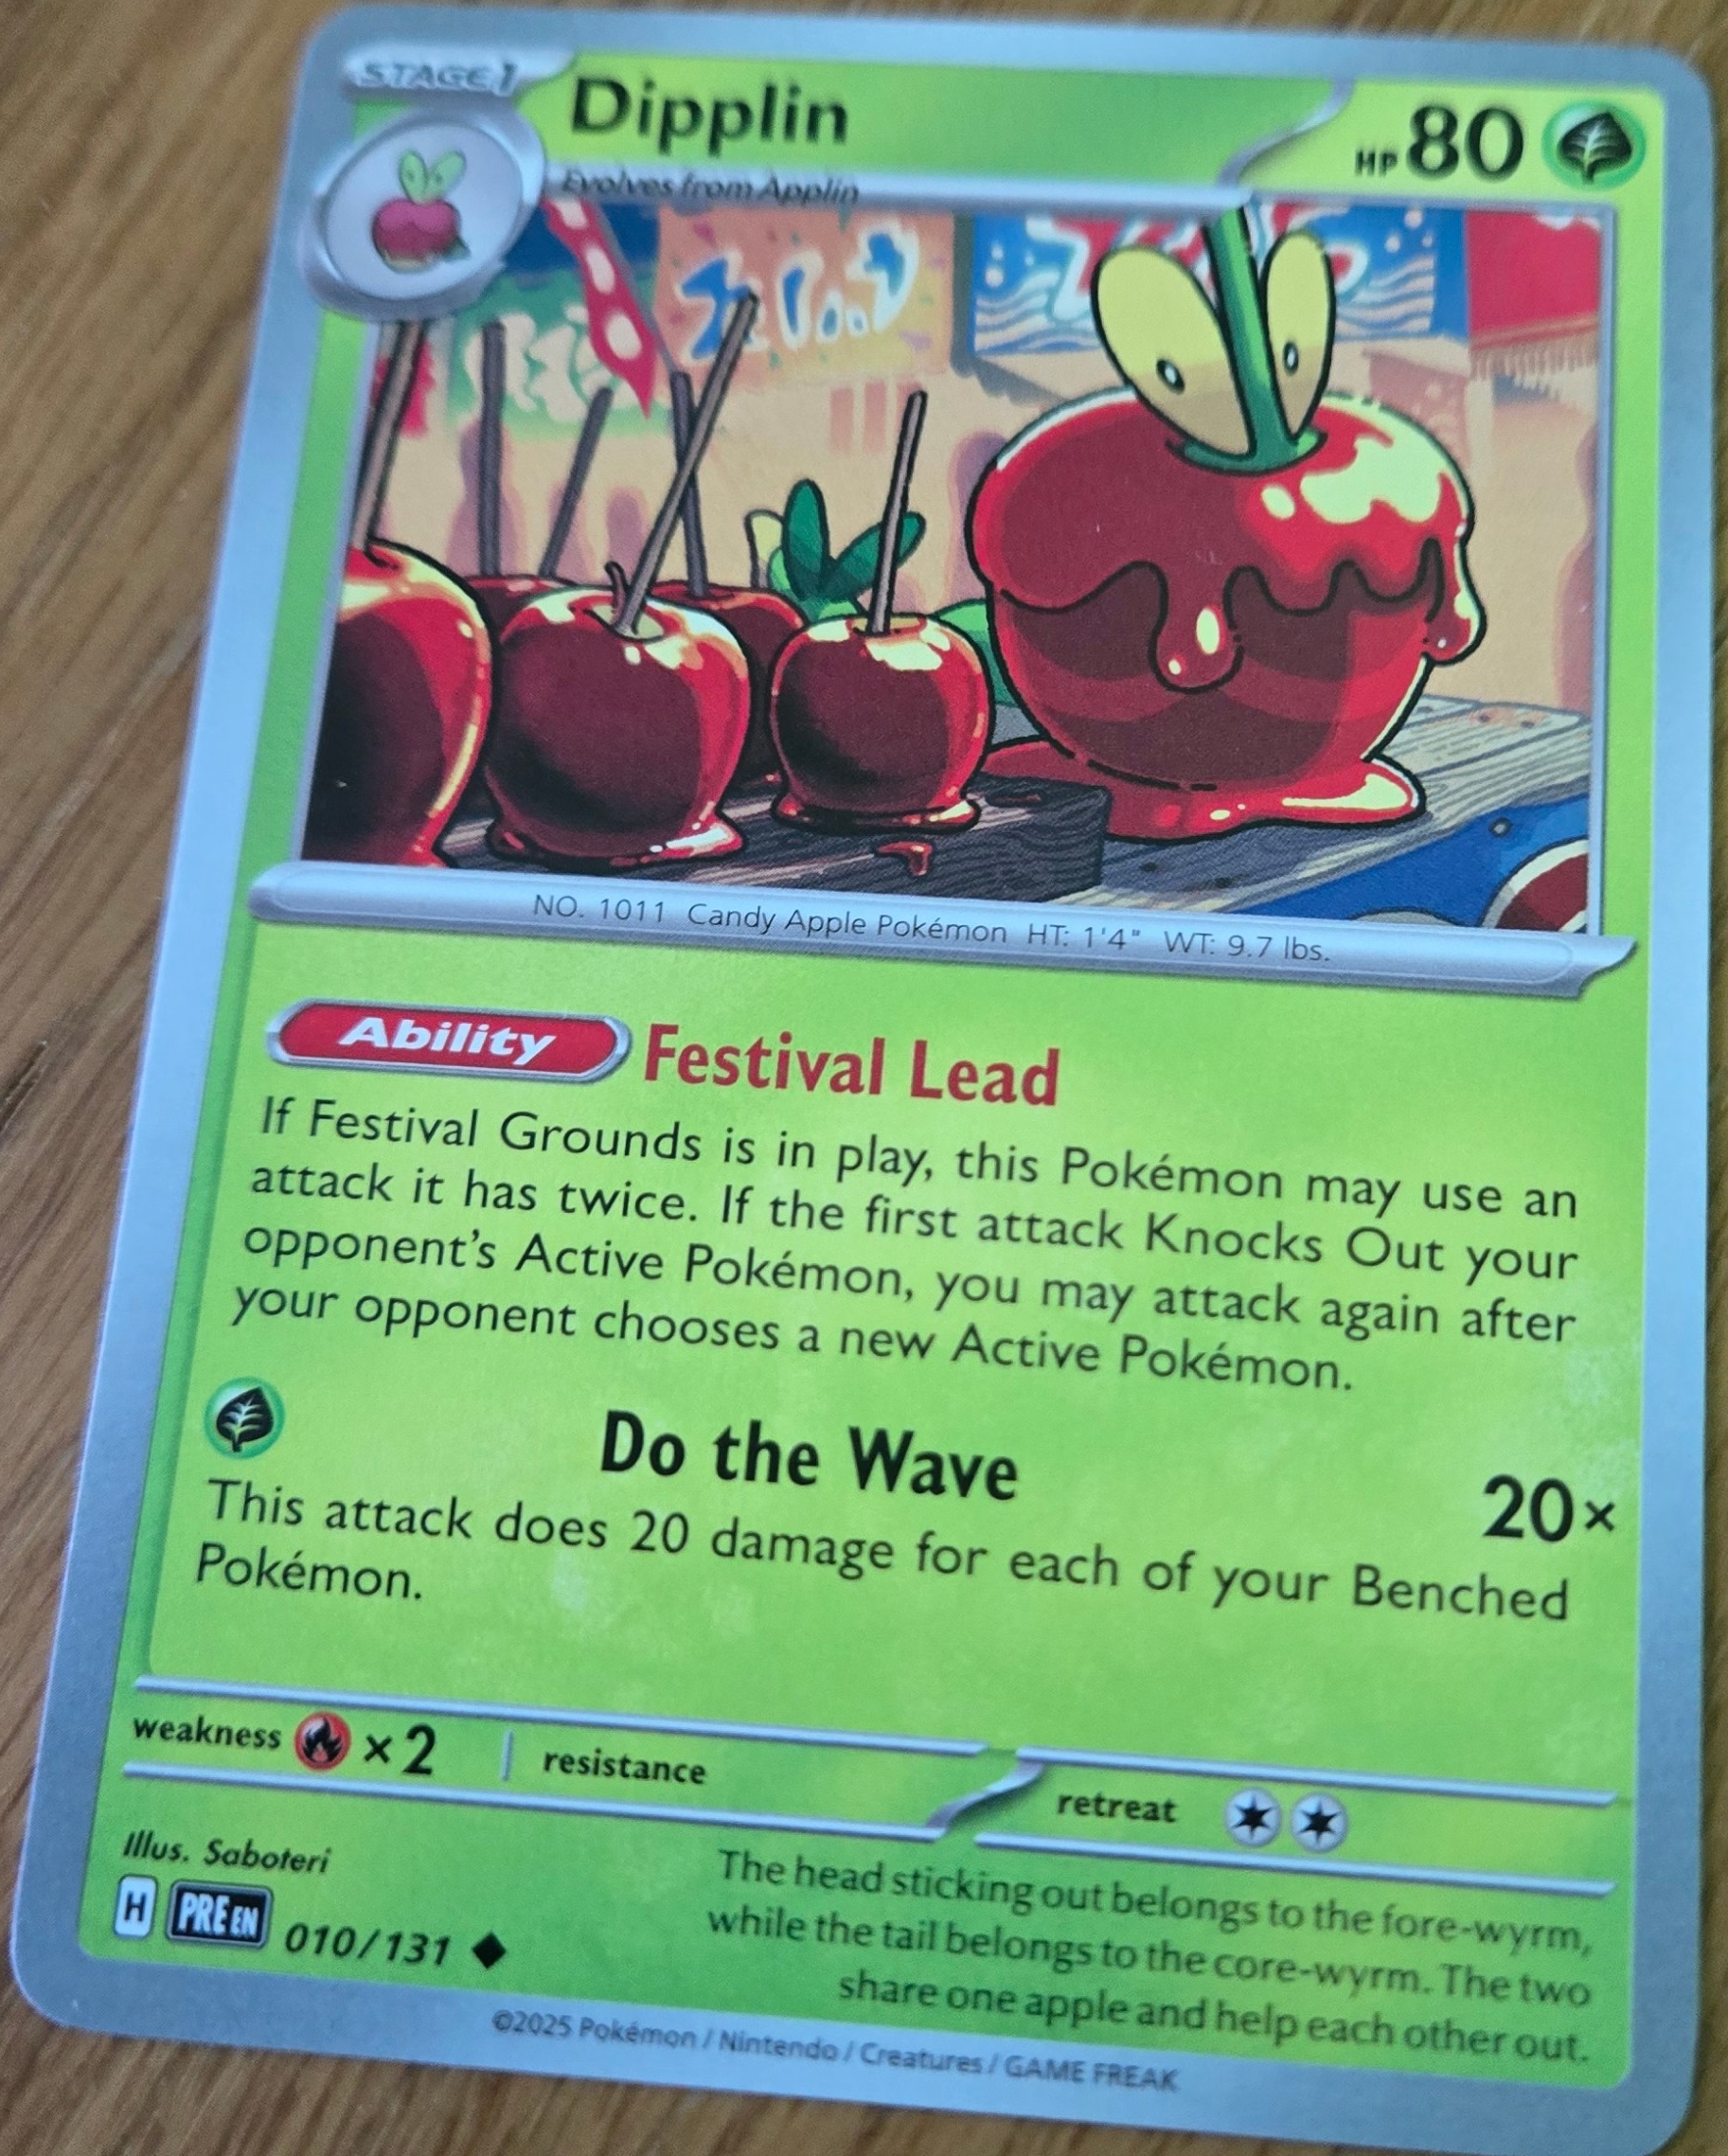 STAGE 1
Dipplin
HP 80
Evolves from Applin
NO. 1011 Candy Apple Pokémon HT: 1'4" WT: 9.7 lbs.
Ability Festival Lead
If Festival Grounds is in play, this Pokémon may use an
attack it has twice. If the first attack Knocks Out your
opponent's Active Pokémon, you may attack again after
your opponent chooses a new Active Pokémon.
Do the Wave 20×
This attack does 20 damage for each of your Benched
Pokémon.
weakness ×2 resistance
retreat
Illus. Saboteri
H PRE EN 010/131
The head sticking out belongs to the fore-wyrm,
while the tail belongs to the core-wyrm. The two
share one apple and help each other out.
©2025 Pokémon / Nintendo / Creatures / GAME FREAK